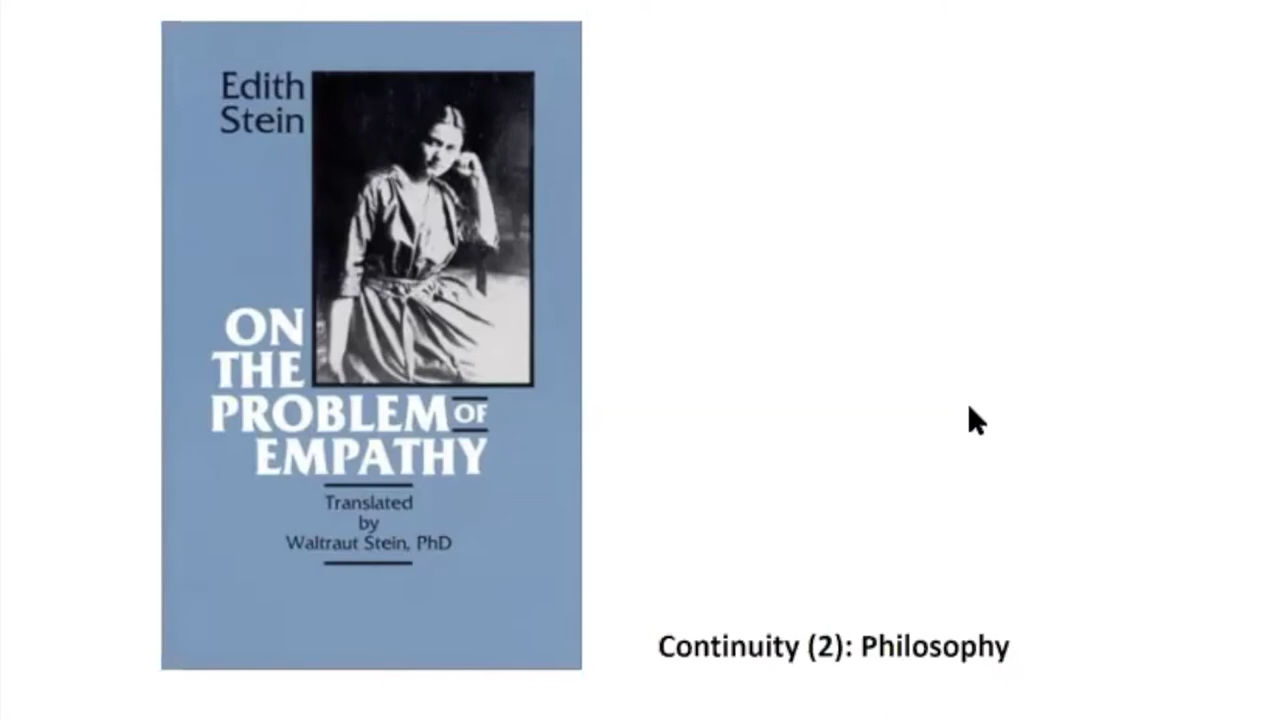 Edith
Stein
ON
THE
PROBLEM OF
EMPATHY
Translated
by
Waltraut Stein, PhD
Continuity (2): Philosophy